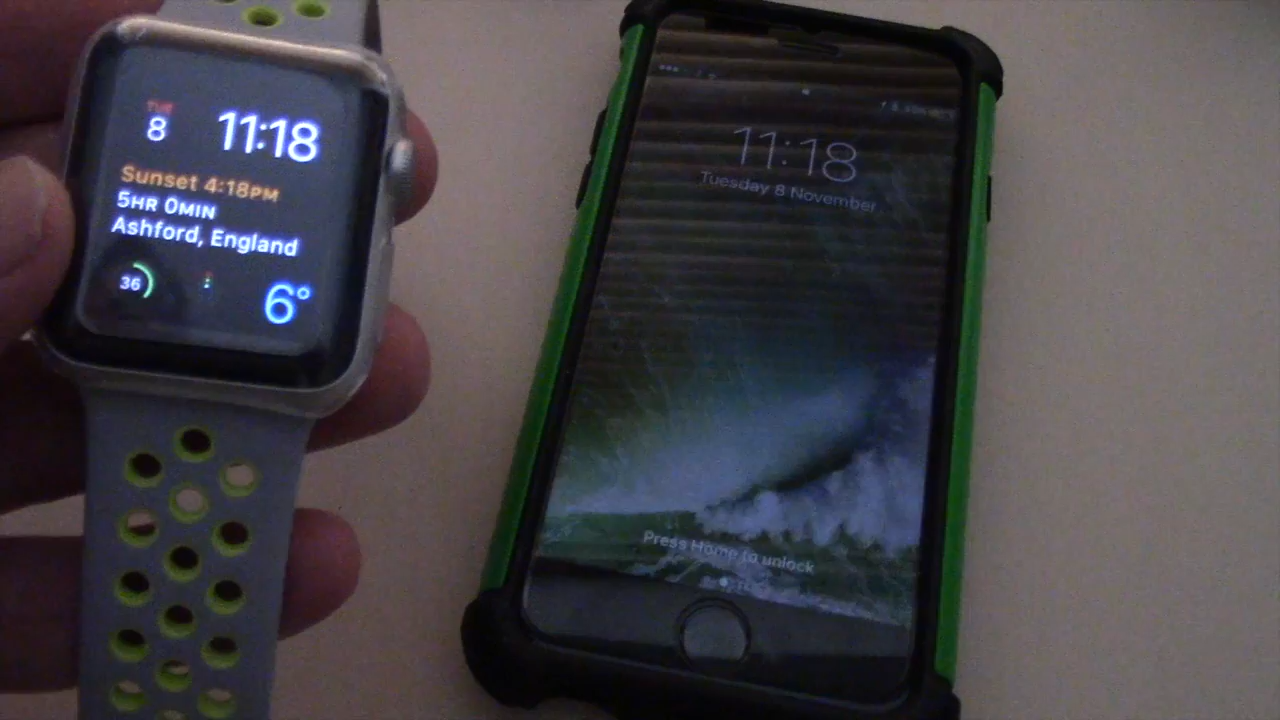 TUE
8
11:18
Sunset 4:18PM
5HR 0MIN
Ashford, England
36
6°
11:18
Tuesday 8 November
Press Home to unlock